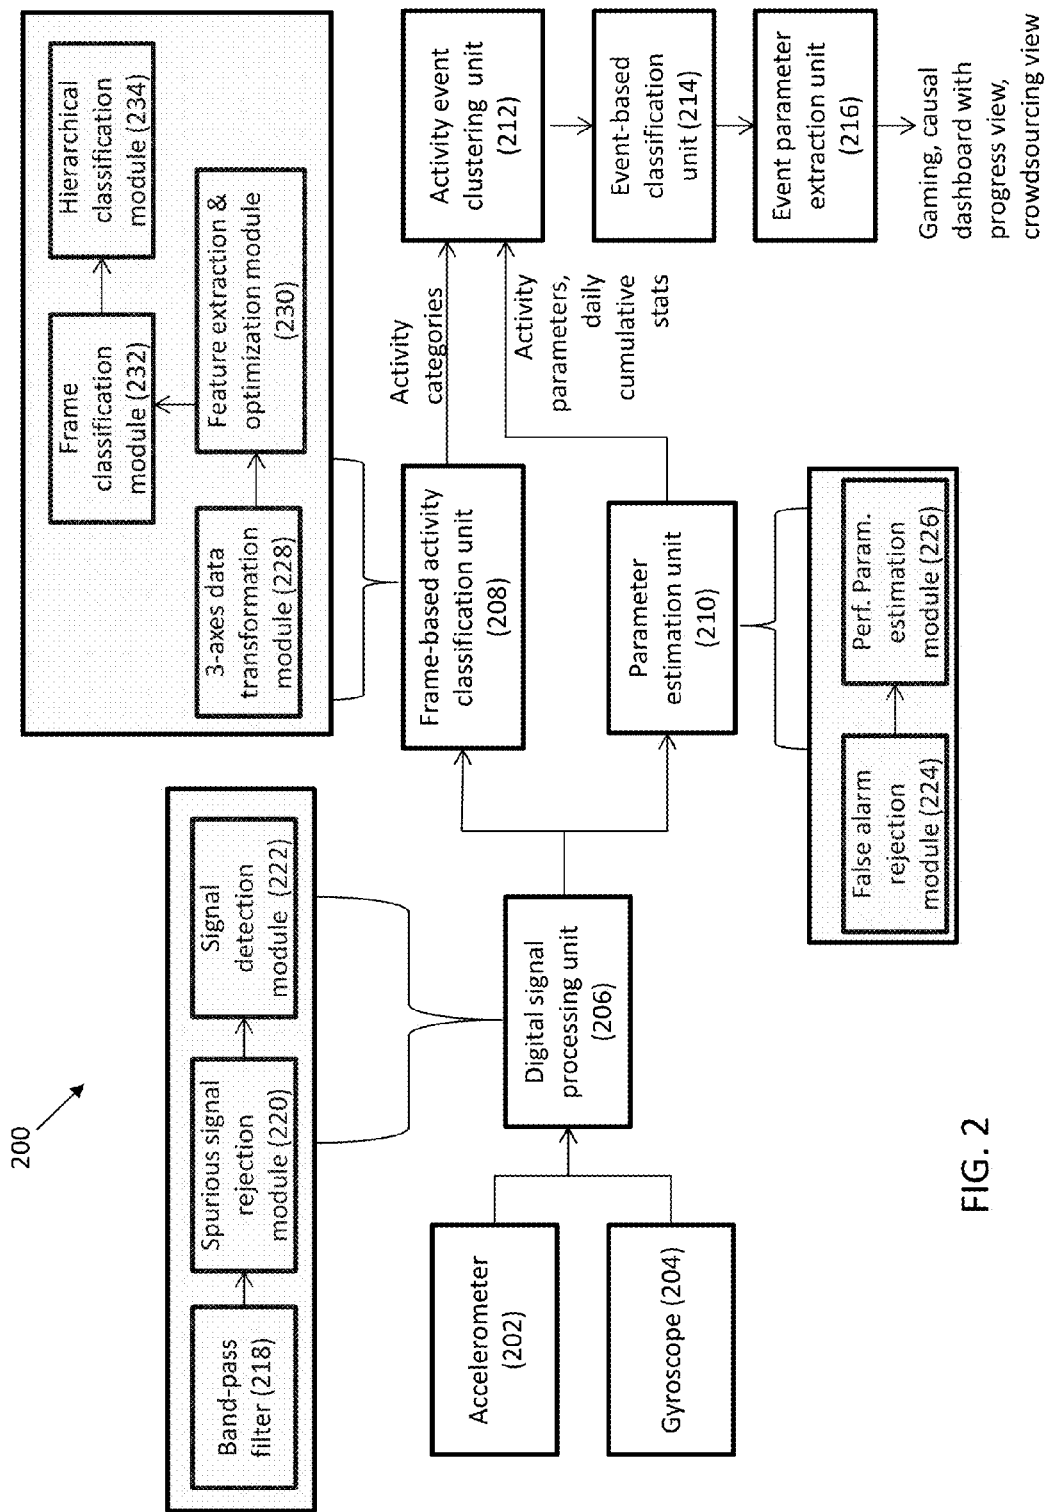 200
Band-pass
filter (218)
Spurious signal
rejection
module (220)
Signal
detection
module (222)
Accelerometer
(202)
Gyroscope (204)
Digital signal
processing unit
(206)
3-axes data
transformation
module (228)
Feature extraction &
optimization module
(230)
Frame
classification
module (232)
Hierarchical
classification
module (234)
Frame-based activity
classification unit
(208)
Parameter
estimation unit
(210)
False alarm
rejection
module (224)
Perf. Param.
estimation
module (226)
Activity
categories
Activity
parameters,
daily
cumulative
stats
Activity event
clustering unit
(212)
Event-based
classification
unit (214)
Event parameter
extraction unit
(216)
Gaming, causal
dashboard with
progress view,
crowdsourcing view
FIG. 2